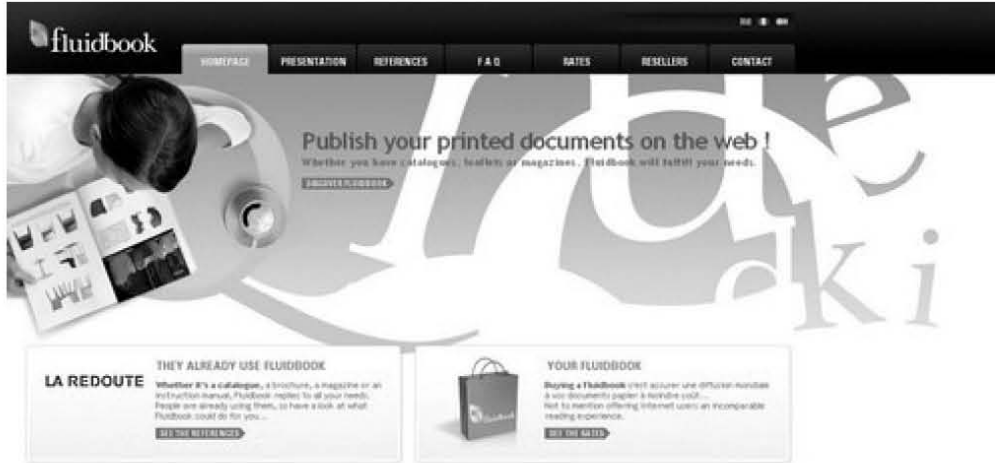 fluidbook
HOMEPAGE PRESENTATION REFERENCES F A Q RATES RESELLERS CONTACT
Publish your printed documents on the web !
Whether you have catalogues, leaflets or magazines. Fluidbook will fulfill your needs.
DISCOVER FLUIDBOOK
THEY ALREADY USE FLUIDBOOK
LA REDOUTE
Whether it's a catalogue, a brochure, a magazine or an
instruction manual, Fluidbook replies to all your needs.
People are already using them, so have a look at what
Fluidbook could do for you...
SEE THE REFERENCES
YOUR FLUIDBOOK
Buying a Fluidbook c'est assurer une diffusion mondiale
à vos documents papier à moindre coût...
Not to mention offering internet users an incomparable
reading experience.
SEE THE RATES
fluidbook
ki